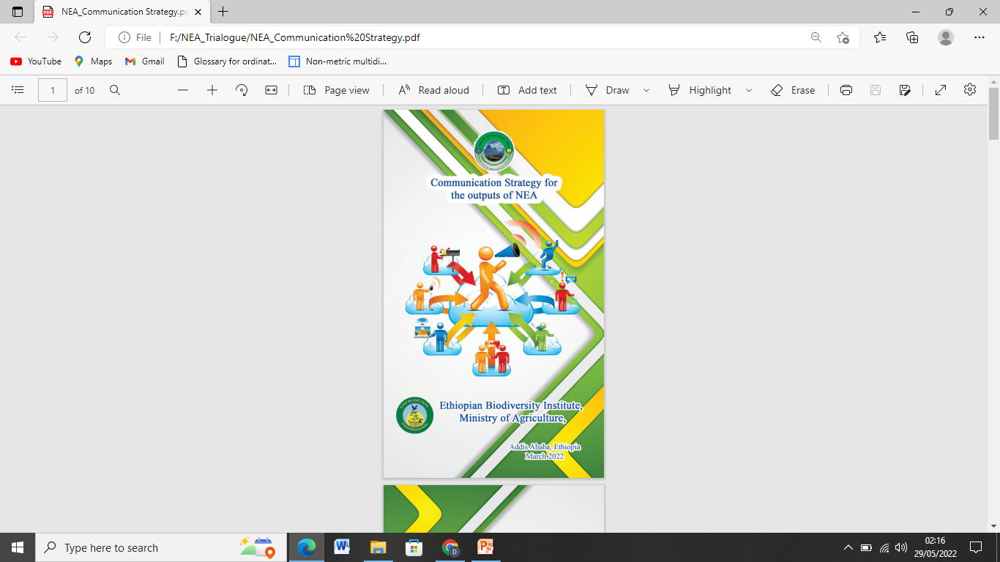 NEA_Communication Strategy.pd
File
F:/NEA_Trialogue/NEA_Communication%20Strategy.pdf
YouTube
Maps
Gmail
Glossary for ordinat...
Non-metric multidi...
1
of 10
Page view
Read aloud
Add text
Draw
Highlight
Erase
Communication Strategy for
the outputs of NEA
Ethiopian Biodiversity Institute,
Ministry of Agriculture,
Addis Ababa, Ethiopia
March 2022
Type here to search
02:16
29/05/2022